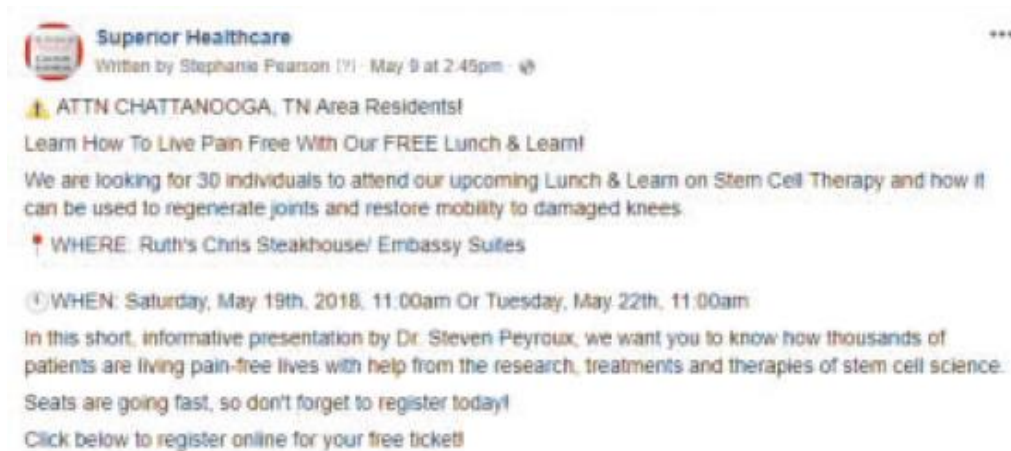 Superior Healthcare
Written by Stephanie Pearson [?] · May 9 at 2:45pm ·
⚠ ATTN CHATTANOOGA, TN Area Residents!
Learn How To Live Pain Free With Our FREE Lunch & Learn!
We are looking for 30 individuals to attend our upcoming Lunch & Learn on Stem Cell Therapy and how it
can be used to regenerate joints and restore mobility to damaged knees.
📍 WHERE: Ruth's Chris Steakhouse/ Embassy Suites
🕚 WHEN: Saturday, May 19th, 2018, 11:00am Or Tuesday, May 22th, 11:00am
In this short, informative presentation by Dr. Steven Peyroux, we want you to know how thousands of
patients are living pain-free lives with help from the research, treatments and therapies of stem cell science.
Seats are going fast, so don't forget to register today!
Click below to register online for your free ticket!